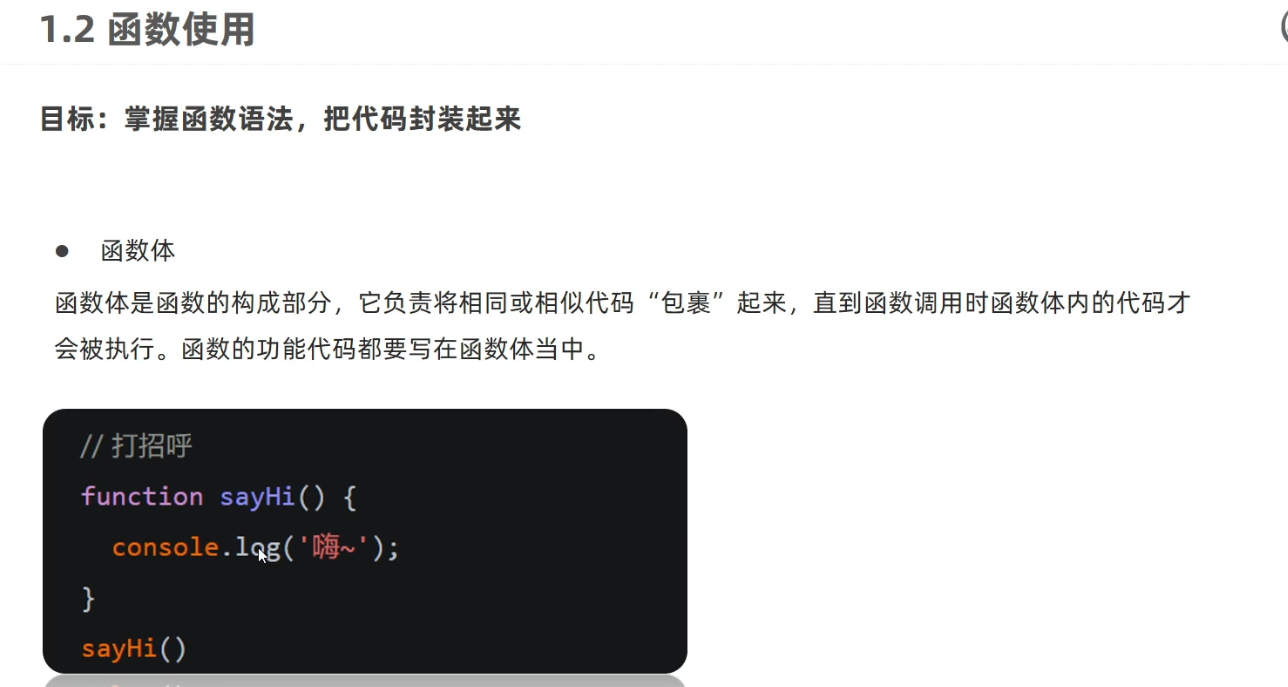 1.2 函数使用
目标：掌握函数语法，把代码封装起来
● 函数体
函数体是函数的构成部分，它负责将相同或相似代码“包裹”起来，直到函数调用时函数体内的代码才
会被执行。函数的功能代码都要写在函数体当中。
// 打招呼
function sayHi() {
  console.log('嗨~');
}
sayHi()